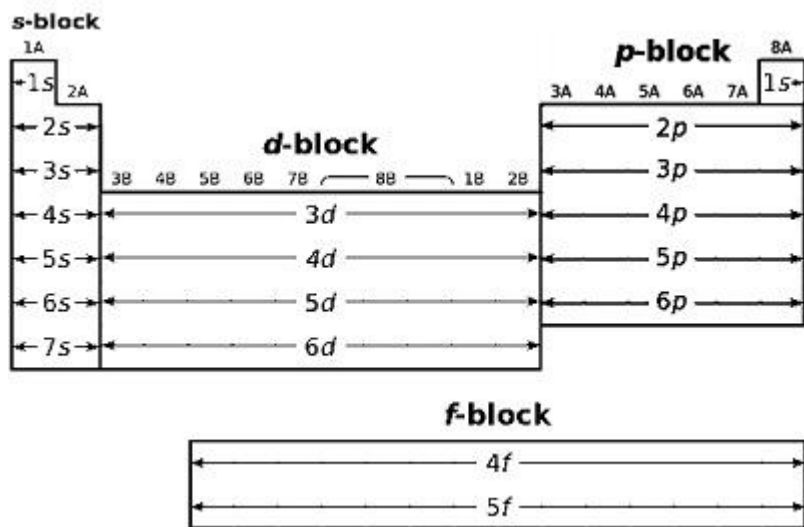 s-block
1A
1s
2A
2s
3s
4s
5s
6s
7s
d-block
3B 4B 5B 6B 7B 8B 1B 2B
3d
4d
5d
6d
p-block
8A
1s
3A 4A 5A 6A 7A
2p
3p
4p
5p
6p
f-block
4f
5f